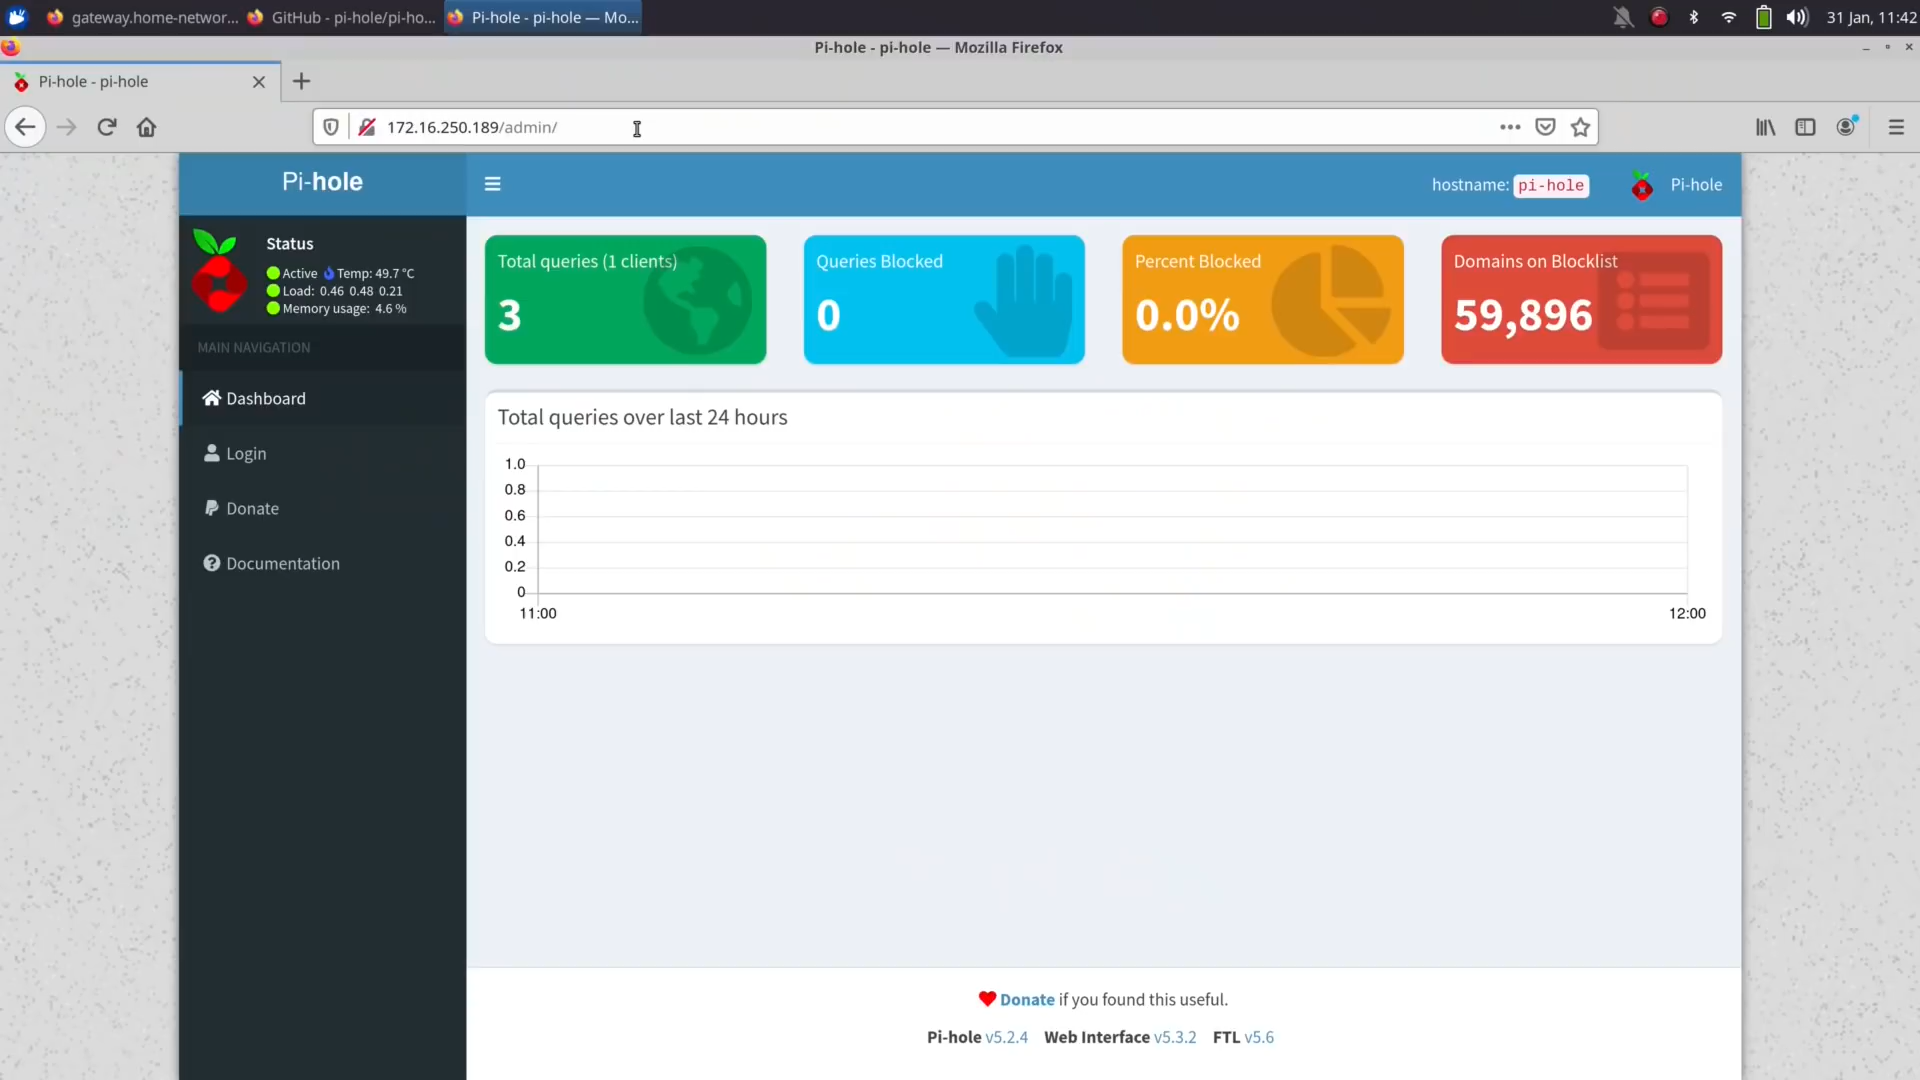 gateway.home-networ... GitHub - pi-hole/pi-ho... Pi-hole - pi-hole — Mo... 31 Jan, 11:42
Pi-hole - pi-hole — Mozilla Firefox
Pi-hole - pi-hole
172.16.250.189/admin/
Pi-hole
hostname: pi-hole Pi-hole
Status
Active Temp: 49.7 °C
Load: 0.46 0.48 0.21
Memory usage: 4.6 %
MAIN NAVIGATION
Dashboard
Login
Donate
Documentation
Total queries (1 clients)
3
Queries Blocked
0
Percent Blocked
0.0%
Domains on Blocklist
59,896
Total queries over last 24 hours
1.0
0.8
0.6
0.4
0.2
0
11:00 12:00
Donate if you found this useful.
Pi-hole v5.2.4 Web Interface v5.3.2 FTL v5.6